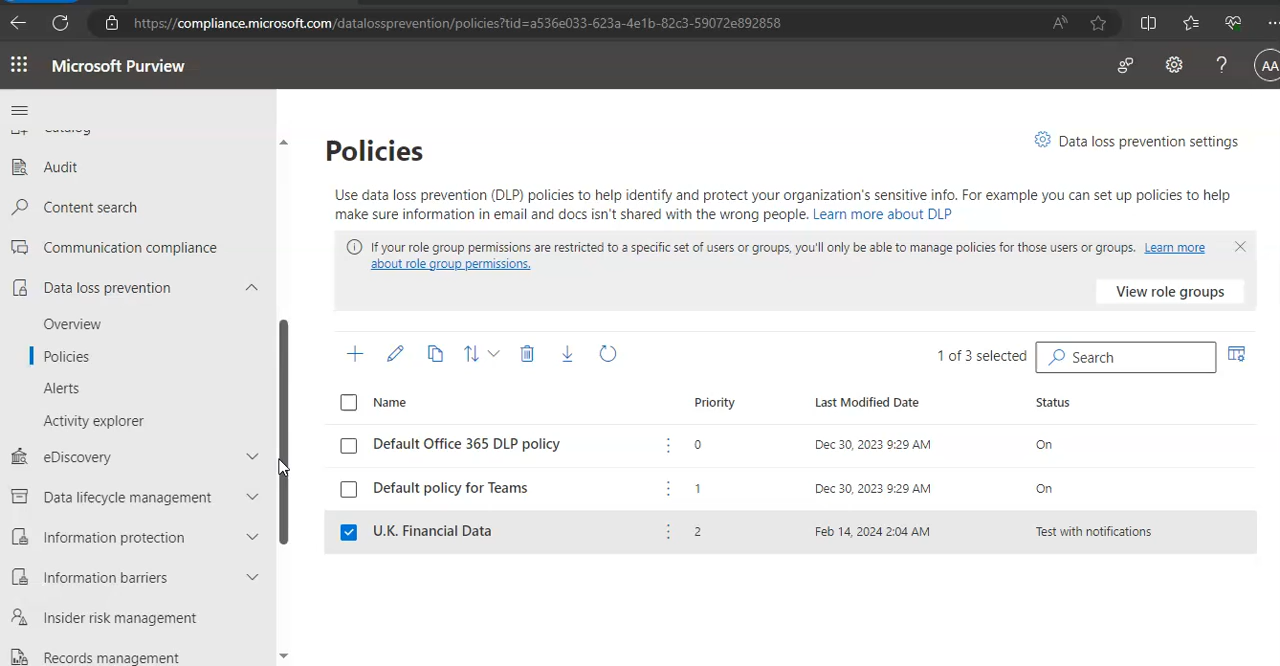 https://compliance.microsoft.com/datalossprevention/policies?tid=a536e033-623a-4e1b-82c3-59072e892858
Microsoft Purview
AA
Catalog
Audit
Content search
Communication compliance
Data loss prevention
Overview
Policies
Alerts
Activity explorer
eDiscovery
Data lifecycle management
Information protection
Information barriers
Insider risk management
Records management
Policies
Data loss prevention settings
Use data loss prevention (DLP) policies to help identify and protect your organization's sensitive info. For example you can set up policies to help
make sure information in email and docs isn't shared with the wrong people. Learn more about DLP
If your role group permissions are restricted to a specific set of users or groups, you'll only be able to manage policies for those users or groups. Learn more
about role group permissions.
View role groups
1 of 3 selected
Search
Name Priority Last Modified Date Status
Default Office 365 DLP policy 0 Dec 30, 2023 9:29 AM On
Default policy for Teams 1 Dec 30, 2023 9:29 AM On
U.K. Financial Data 2 Feb 14, 2024 2:04 AM Test with notifications